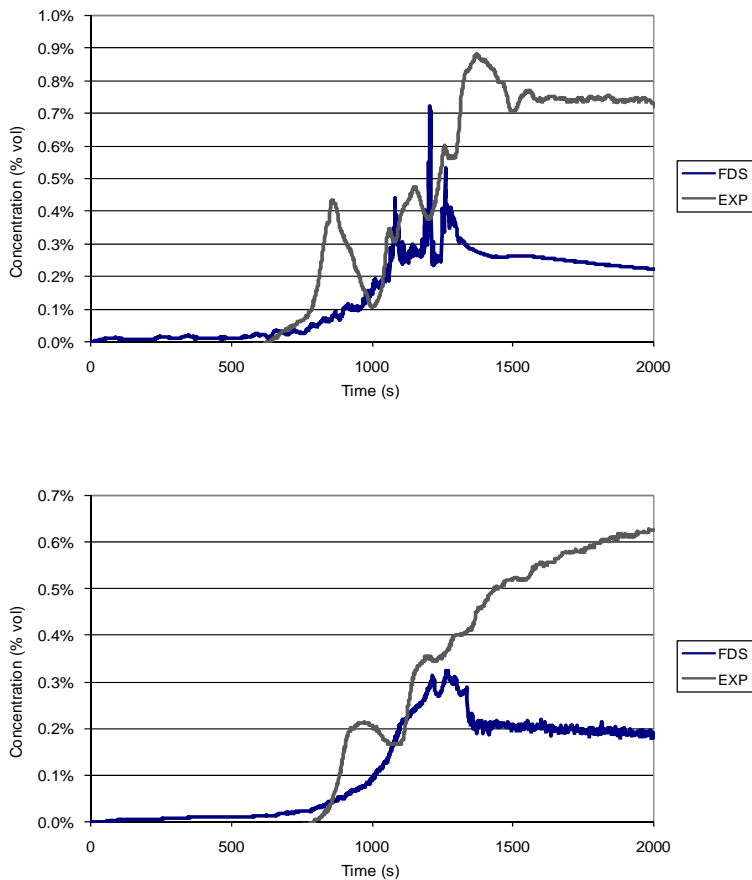 1.0%
0.9%
0.8%
0.7%
0.6%
0.5%
0.4%
0.3%
0.2%
0.1%
0.0%
Concentration (% vol)
0 500 1000 1500 2000
Time (s)
FDS
EXP
0.7%
0.6%
0.5%
0.4%
0.3%
0.2%
0.1%
0.0%
Concentration (% vol)
0 500 1000 1500 2000
Time (s)
FDS
EXP